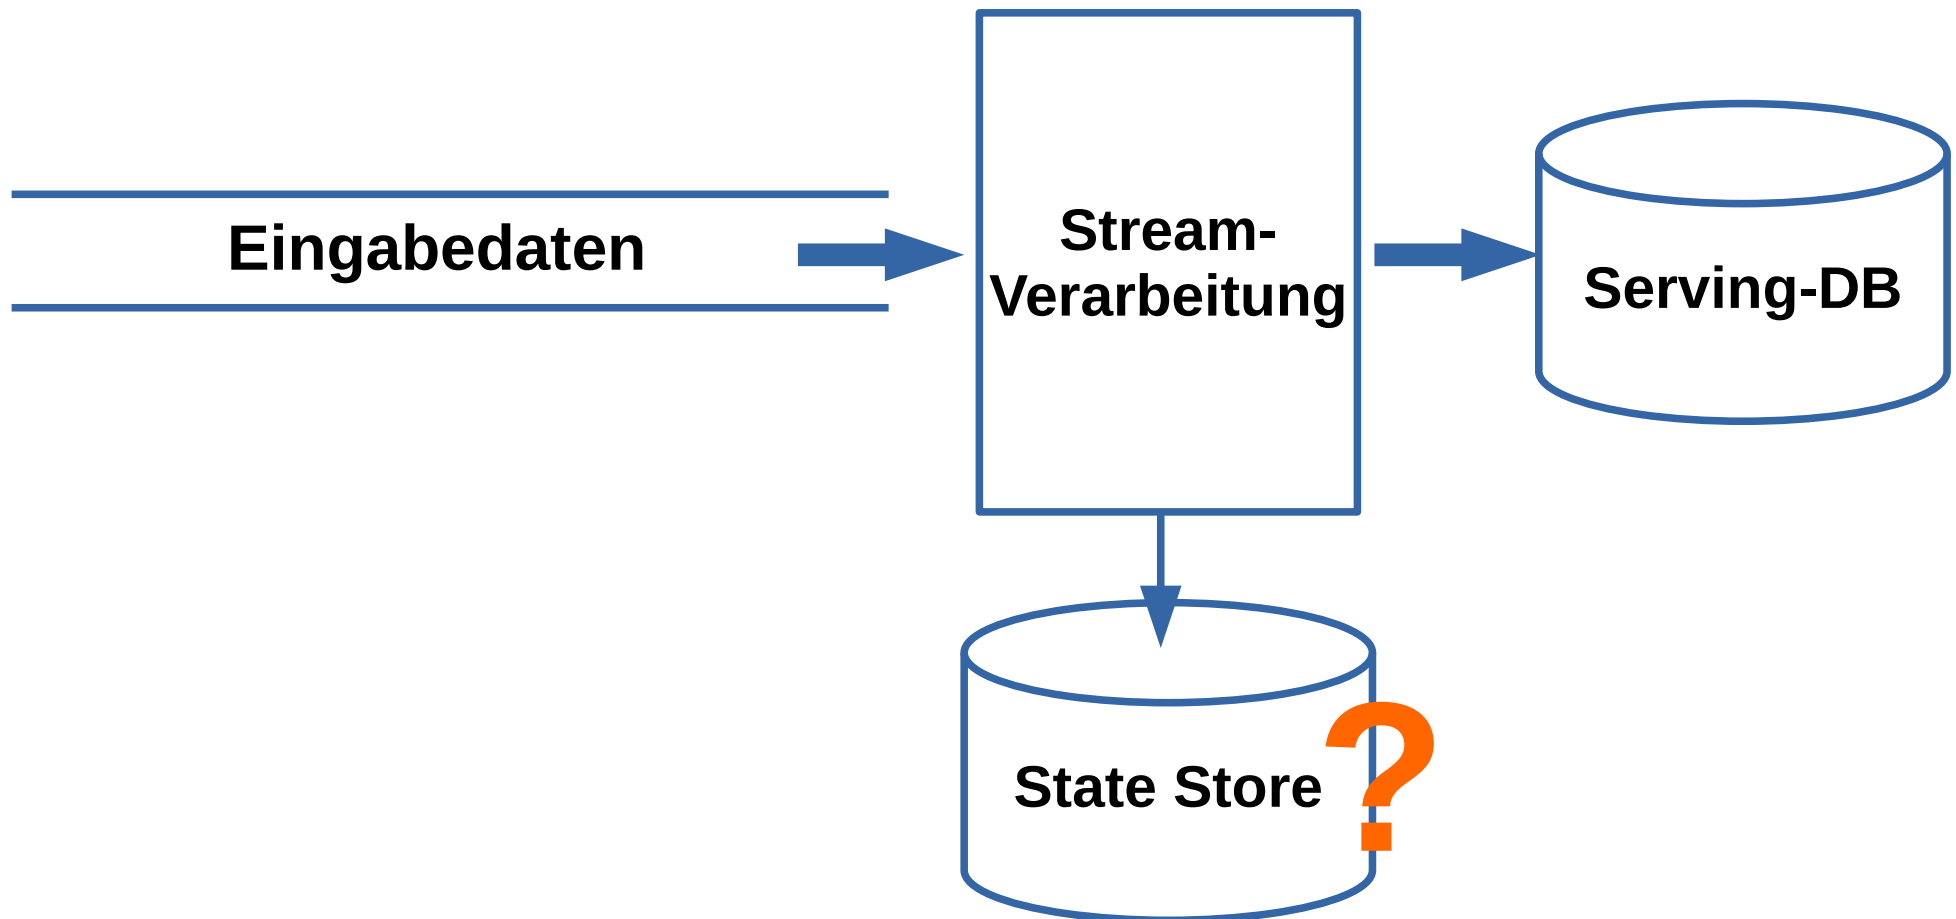 Eingabedaten
Stream-
Verarbeitung
Serving-DB
State Store
?